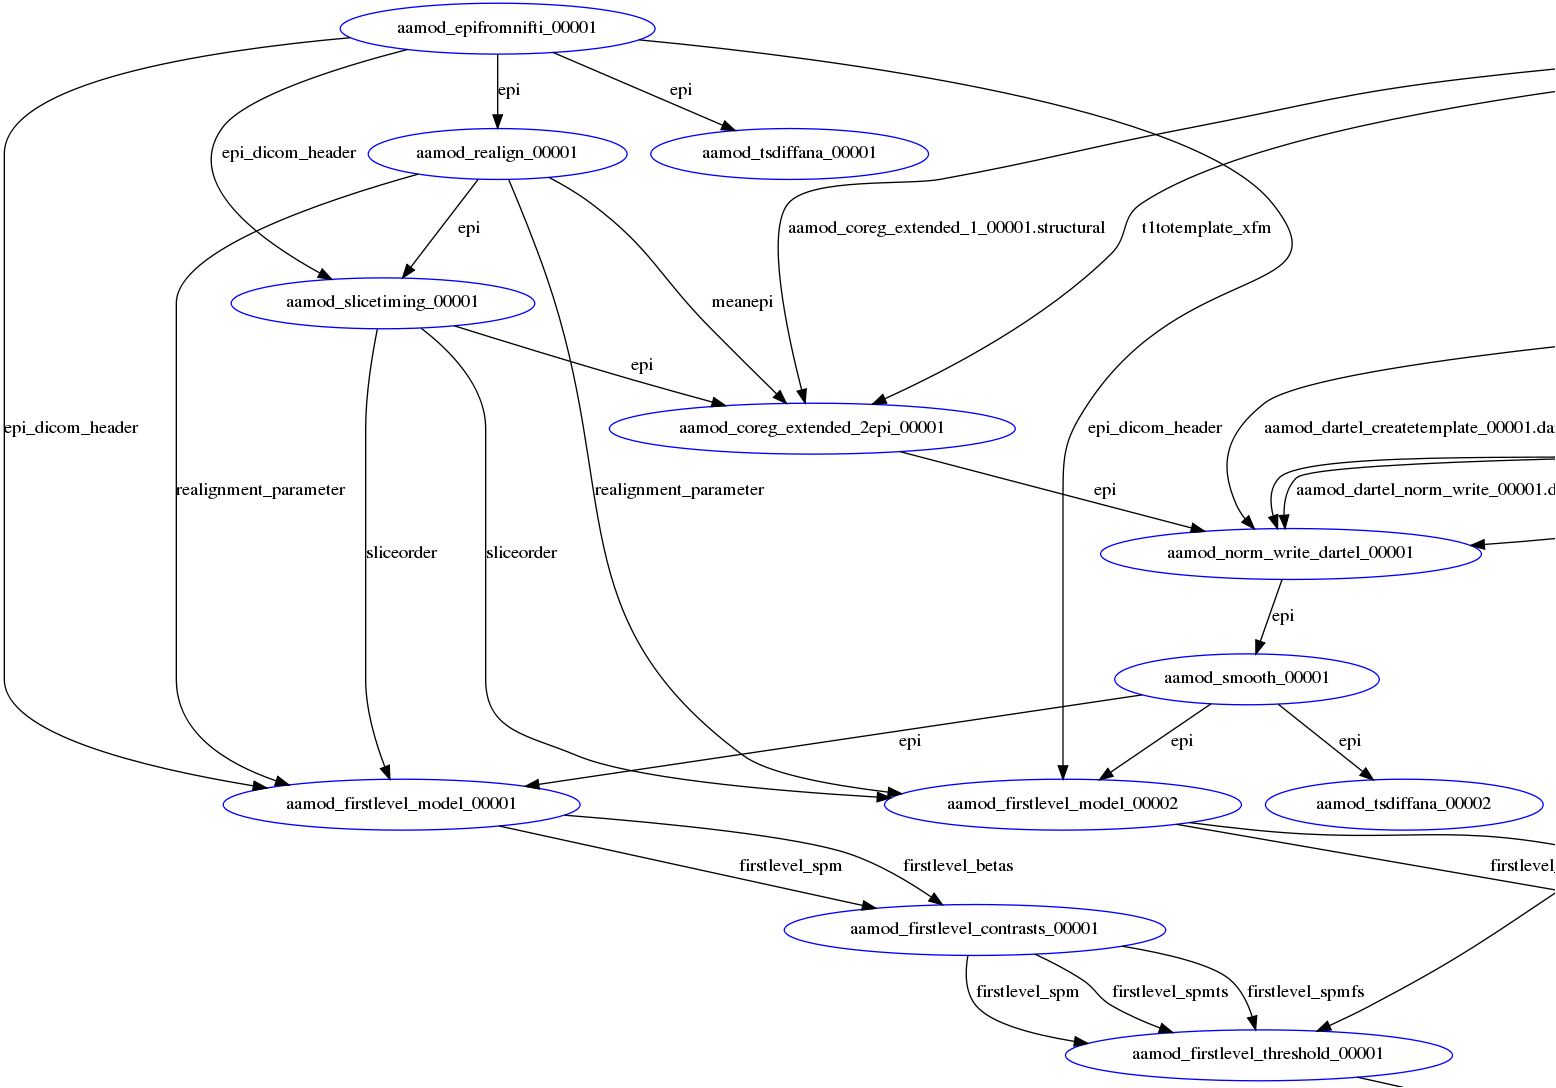 aamod_epifromnifti_00001
epi
epi
epi_dicom_header
aamod_realign_00001
aamod_tsdiffana_00001
epi
aamod_coreg_extended_1_00001.structural
t1totemplate_xfm
aamod_slicetiming_00001
meanepi
epi
epi_dicom_header
aamod_coreg_extended_2epi_00001
epi_dicom_header
aamod_dartel_createtemplate_00001.da
realignment_parameter
realignment_parameter
epi
aamod_dartel_norm_write_00001.d
sliceorder
sliceorder
aamod_norm_write_dartel_00001
epi
aamod_smooth_00001
epi
epi
epi
aamod_firstlevel_model_00001
aamod_firstlevel_model_00002
aamod_tsdiffana_00002
firstlevel_spm
firstlevel_betas
firstlevel_
aamod_firstlevel_contrasts_00001
firstlevel_spm
firstlevel_spmts
firstlevel_spmfs
aamod_firstlevel_threshold_00001